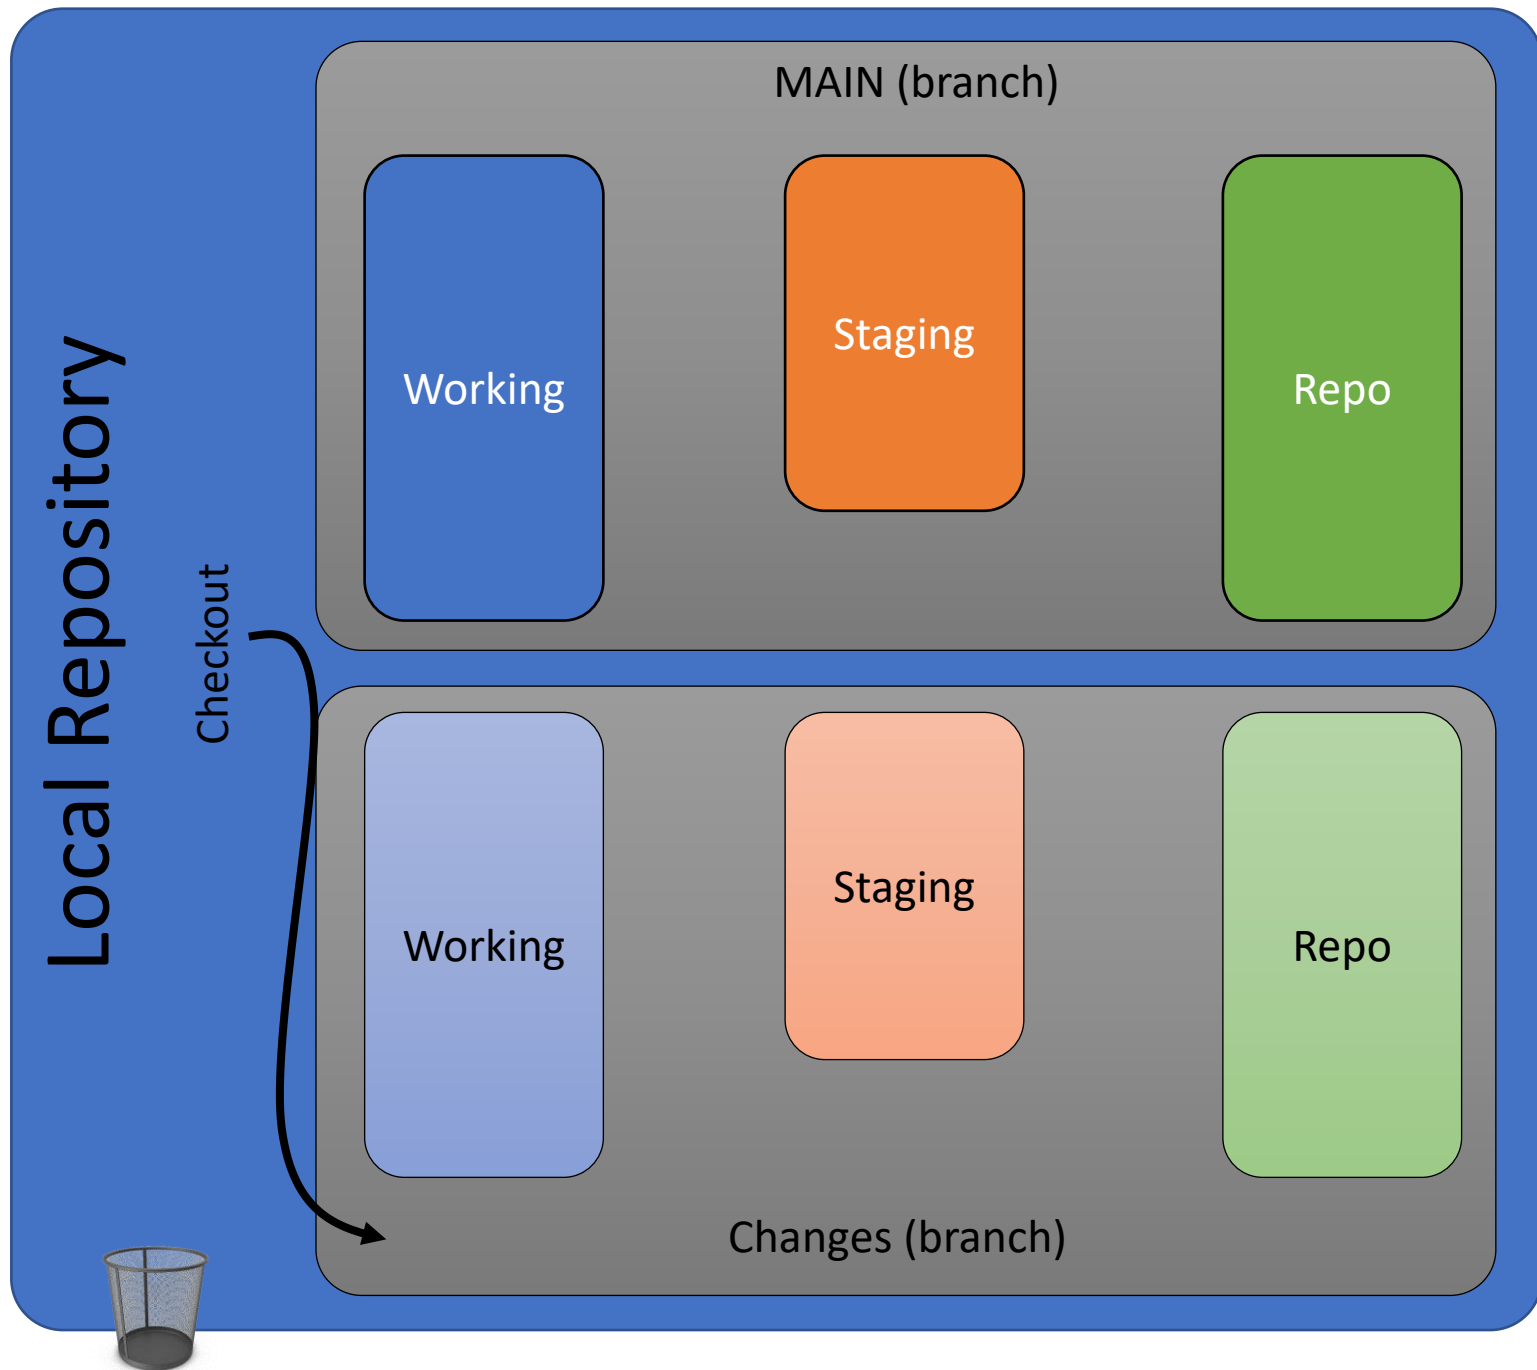 Local Repository
Checkout
MAIN (branch)
Working
Staging
Repo
Working
Staging
Repo
Changes (branch)